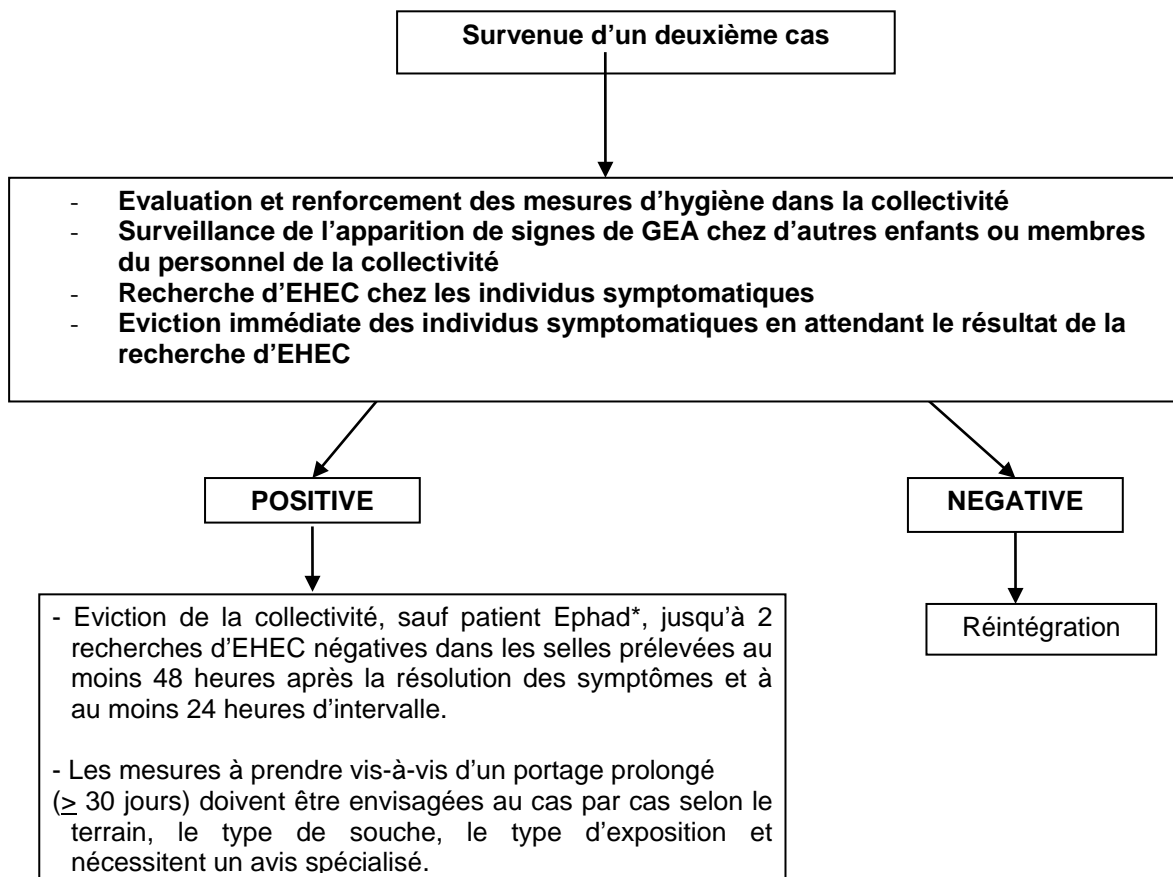 Survenue d’un deuxième cas
- Evaluation et renforcement des mesures d’hygiène dans la collectivité
- Surveillance de l’apparition de signes de GEA chez d’autres enfants ou membres
du personnel de la collectivité
- Recherche d’EHEC chez les individus symptomatiques
- Eviction immédiate des individus symptomatiques en attendant le résultat de la
recherche d’EHEC
POSITIVE
NEGATIVE
- Eviction de la collectivité, sauf patient Ephad*, jusqu’à 2
recherches d’EHEC négatives dans les selles prélevées au
moins 48 heures après la résolution des symptômes et à
au moins 24 heures d’intervalle.
- Les mesures à prendre vis-à-vis d’un portage prolongé
(≥ 30 jours) doivent être envisagées au cas par cas selon le
terrain, le type de souche, le type d’exposition et
nécessitent un avis spécialisé.
Réintégration